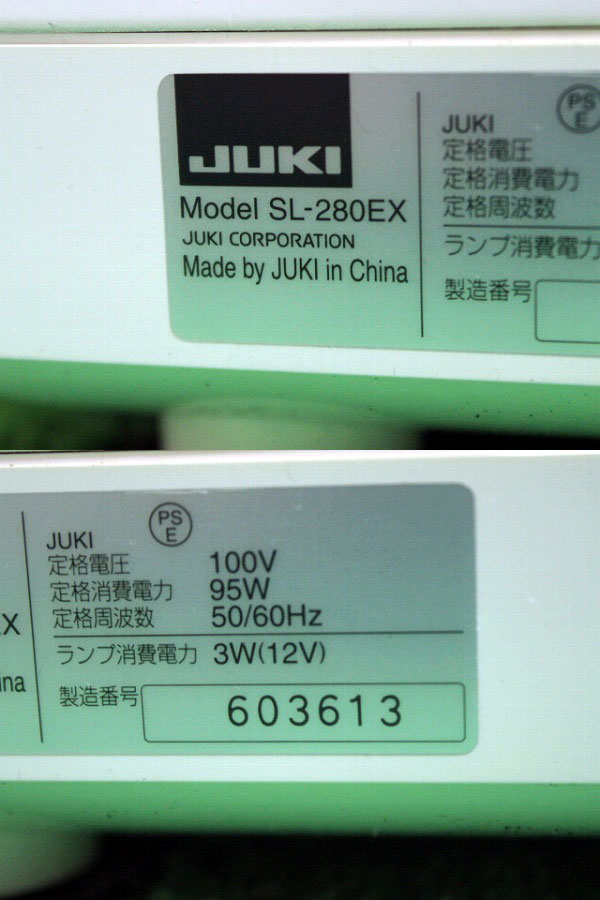 JUKI
Model SL-280EX
JUKI CORPORATION
Made by JUKI in China
PS
E
JUKI
定格電圧
定格消費電力
定格周波数
ランプ消費電力
製造番号
EX
ina
PS
E
JUKI
定格電圧 100V
定格消費電力 95W
定格周波数 50/60Hz
ランプ消費電力 3W(12V)
製造番号 603613